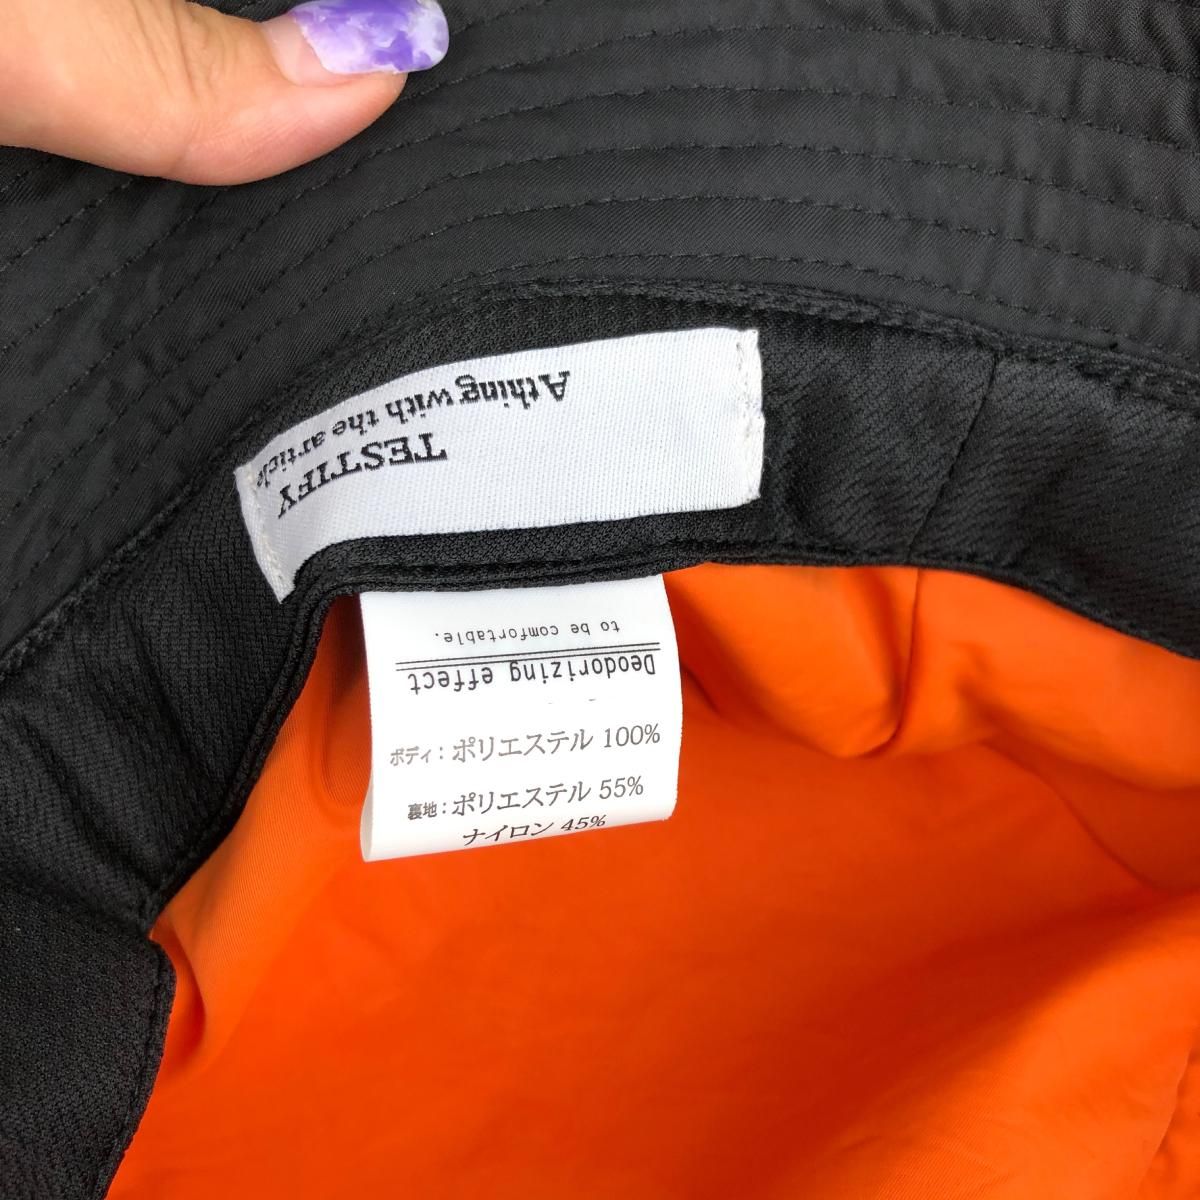 TESTIFY
A thing with the article
to be comfortable.
Deodorizing effect
ボディ: ポリエステル 100%
裏地: ポリエステル 55%
ナイロン 45%